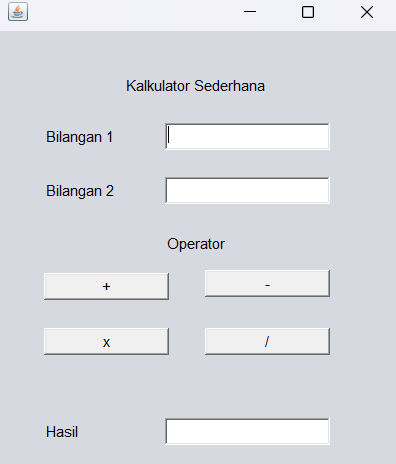 Kalkulator Sederhana
Bilangan 1
Bilangan 2
Operator
+ -
x /
Hasil